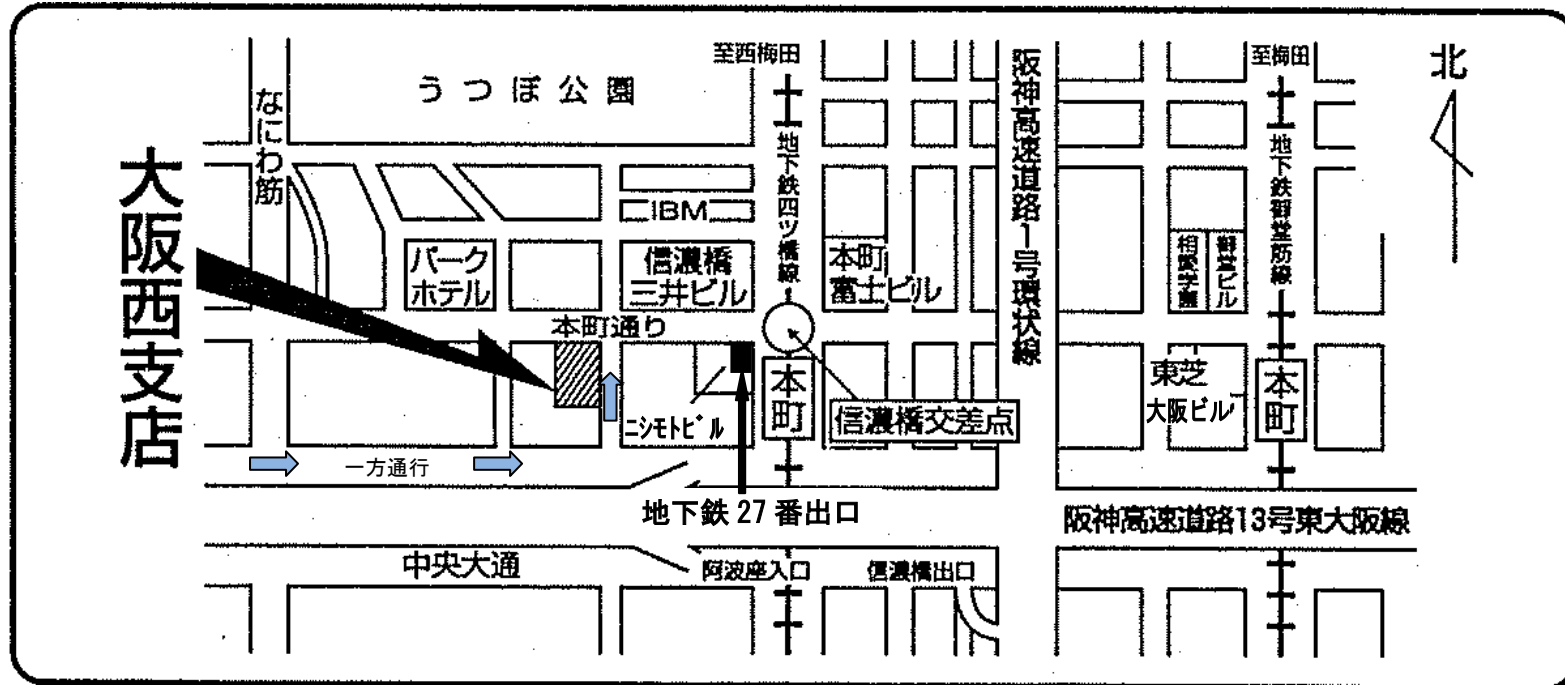 至西梅田
至梅田
北
うつぼ公園
なにわ筋
阪神高速道路1号環状線
地下鉄四ツ橋線
地下鉄御堂筋線
大阪西支店
IBM
パーク
ホテル
信濃橋
三井ビル
本町
富士ビル
相愛学園
御堂ビル
本町通り
本町
東芝
大阪ビル
本町
信濃橋交差点
ニシモトビル
一方通行
地下鉄27番出口
阪神高速道路13号東大阪線
中央大通
阿波座入口
信濃橋出口